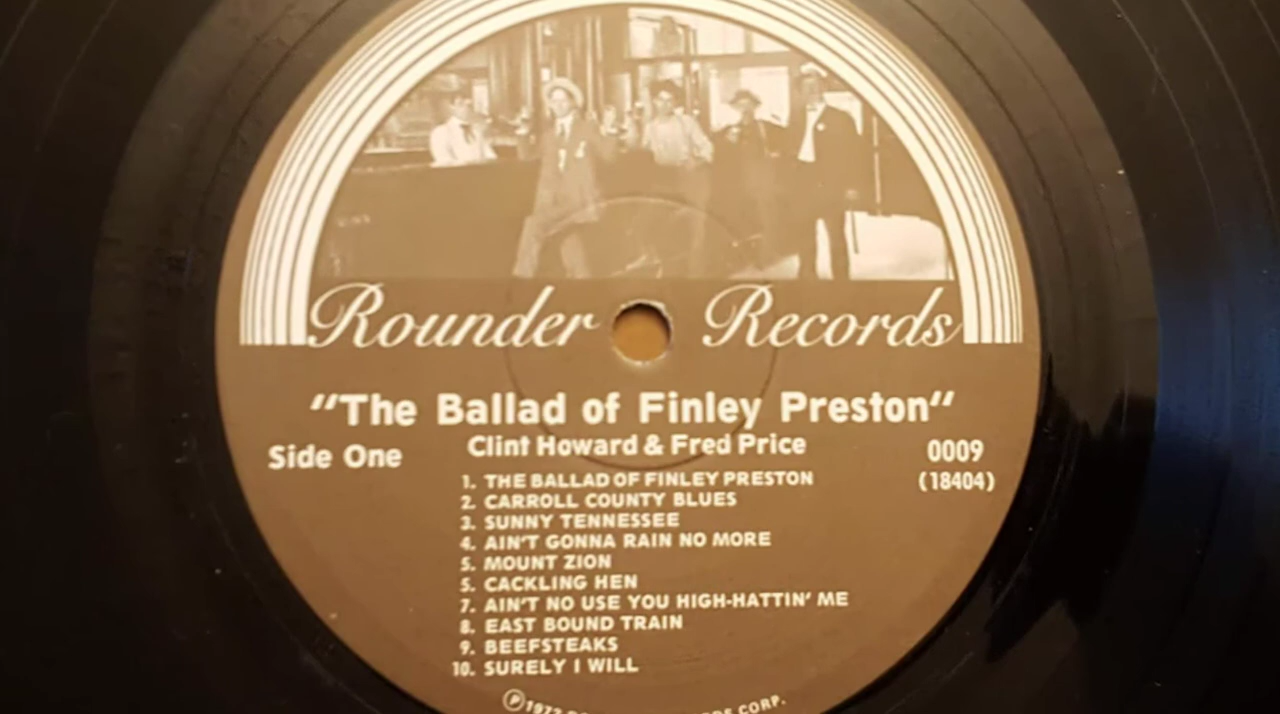 Rounder Records
"The Ballad of Finley Preston"
Clint Howard & Fred Price
Side One
0009
(18404)
1. THE BALLAD OF FINLEY PRESTON
2. CARROLL COUNTY BLUES
3. SUNNY TENNESSEE
4. AIN'T GONNA RAIN NO MORE
5. MOUNT ZION
5. CACKLING HEN
7. AIN'T NO USE YOU HIGH-HATTIN' ME
8. EAST BOUND TRAIN
9. BEEFSTEAKS
10. SURELY I WILL
Ⓟ CORP.